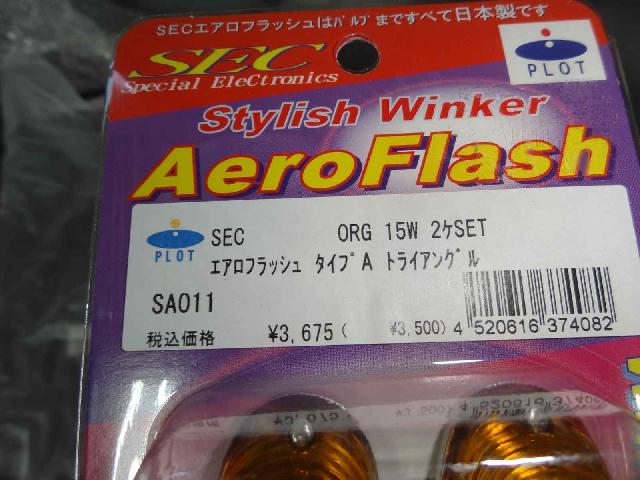 SECエアロフラッシュはバルブまですべて日本製です
SEC
Special EleCtronics
PLOT
Stylish Winker
AeroFlash
PLOT
SEC ORG 15W 2ケSET
エアロフラッシュ タイプA トライアングル
SA011
税込価格 ¥3,675( ¥3,500) 4 520616 374082